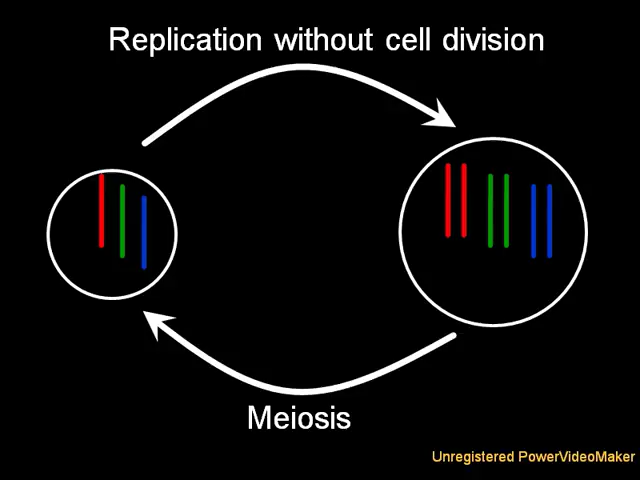 Replication without cell division
Meiosis
Unregistered PowerVideoMaker